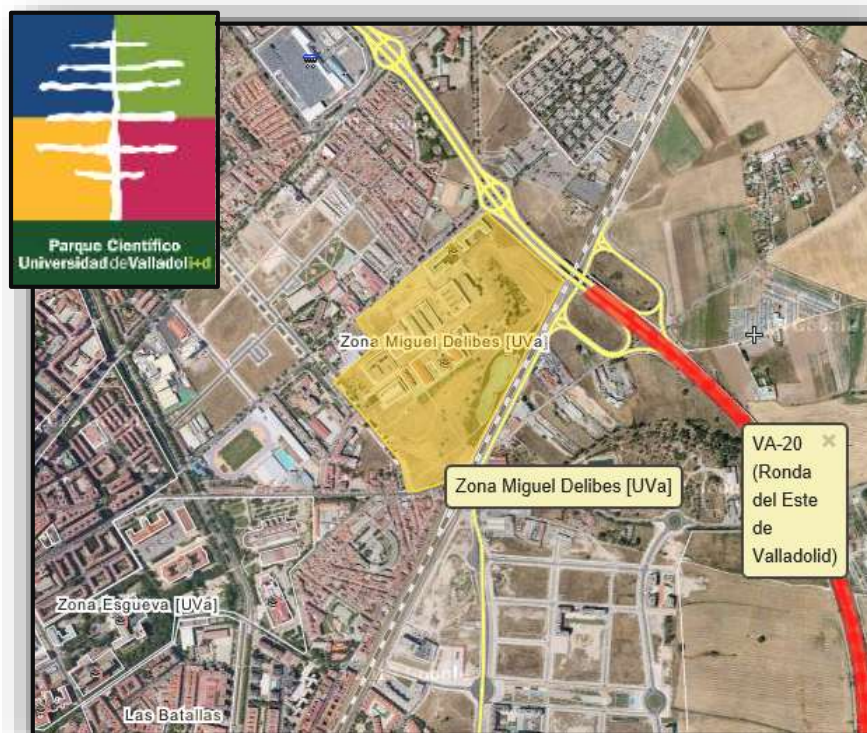 Parque Científico
Universidad de Valladoli+d
Zona Miguel Delibes [UVa]
Zona Miguel Delibes [UVa]
VA-20
(Ronda
del Este
de
Valladolid)
Zona Esgueva [UVa]
Las Batallas